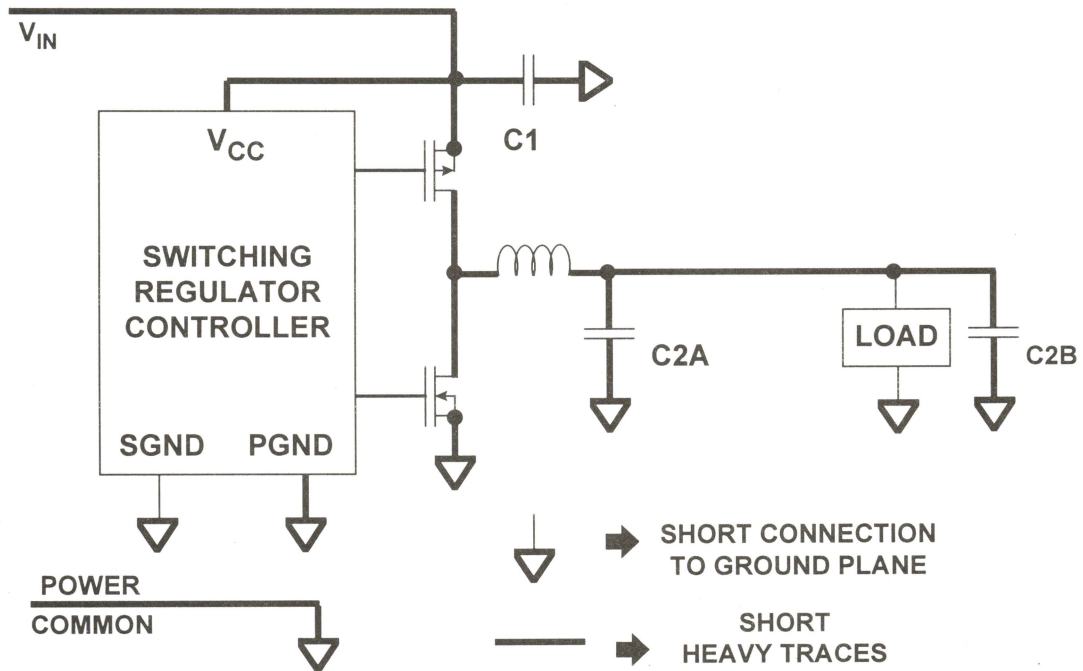 VIN
VCC
C1
SWITCHING
REGULATOR
CONTROLLER
C2A
LOAD
C2B
SGND PGND
SHORT CONNECTION
TO GROUND PLANE
POWER
COMMON
SHORT
HEAVY TRACES